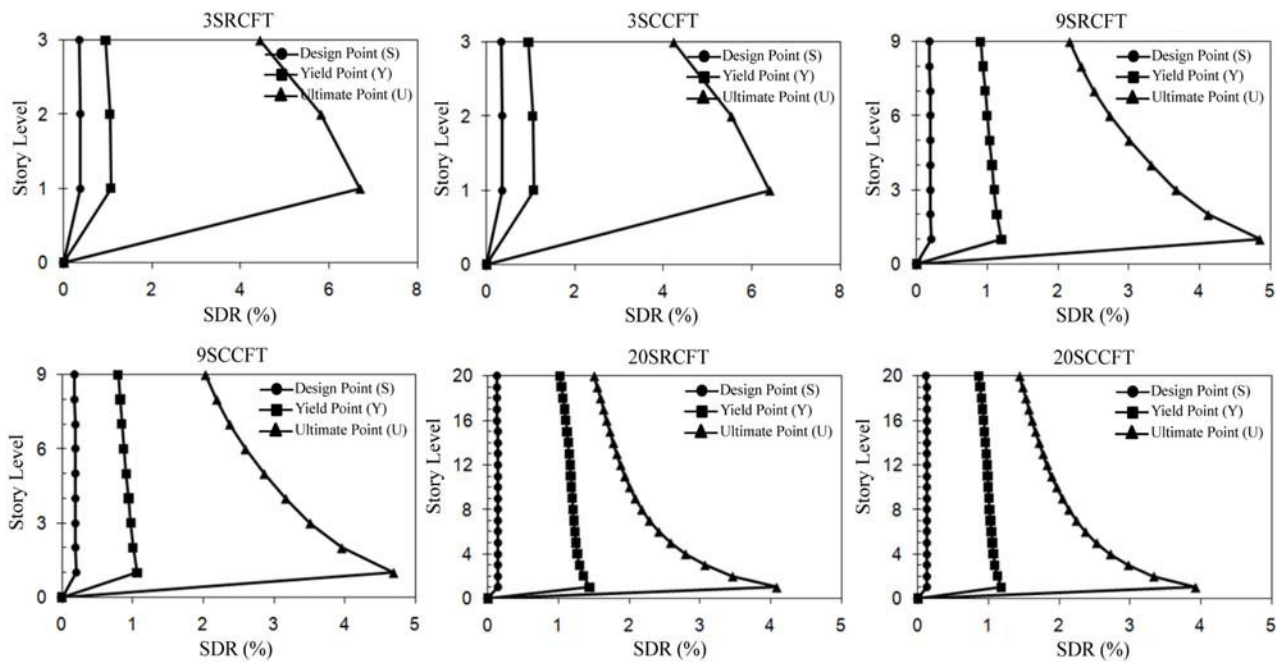 3SRCFT
3
2
1
0
Story Level
Design Point (S)
Yield Point (Y)
Ultimate Point (U)
0 2 4 6 8
SDR (%)
3SCCFT
3
2
1
0
Story Level
Design Point (S)
Yield Point (Y)
Ultimate Point (U)
0 2 4 6 8
SDR (%)
9SRCFT
9
6
3
0
Story Level
Design Point (S)
Yield Point (Y)
Ultimate Point (U)
0 1 2 3 4 5
SDR (%)
9SCCFT
9
6
3
0
Story Level
Design Point (S)
Yield Point (Y)
Ultimate Point (U)
0 1 2 3 4 5
SDR (%)
20SRCFT
20
16
12
8
4
0
Story Level
Design Point (S)
Yield Point (Y)
Ultimate Point (U)
0 1 2 3 4 5
SDR (%)
20SCCFT
20
16
12
8
4
0
Story Level
Design Point (S)
Yield Point (Y)
Ultimate Point (U)
0 1 2 3 4 5
SDR (%)